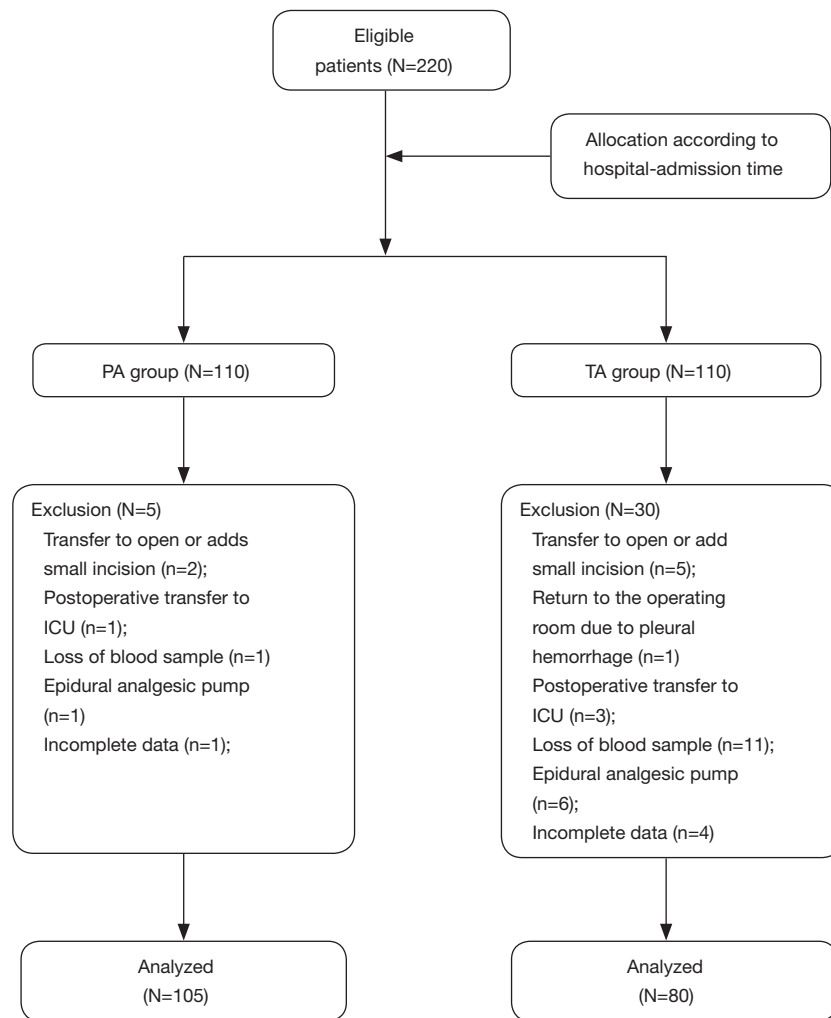 Eligible
patients (N=220)
Allocation according to
hospital-admission time
PA group (N=110)
TA group (N=110)
Exclusion (N=5)
Transfer to open or adds
small incision (n=2);
Postoperative transfer to
ICU (n=1);
Loss of blood sample (n=1)
Epidural analgesic pump
(n=1)
Incomplete data (n=1);
Exclusion (N=30)
Transfer to open or add
small incision (n=5);
Return to the operating
room due to pleural
hemorrhage (n=1)
Postoperative transfer to
ICU (n=3);
Loss of blood sample (n=11);
Epidural analgesic pump
(n=6);
Incomplete data (n=4)
Analyzed
(N=105)
Analyzed
(N=80)